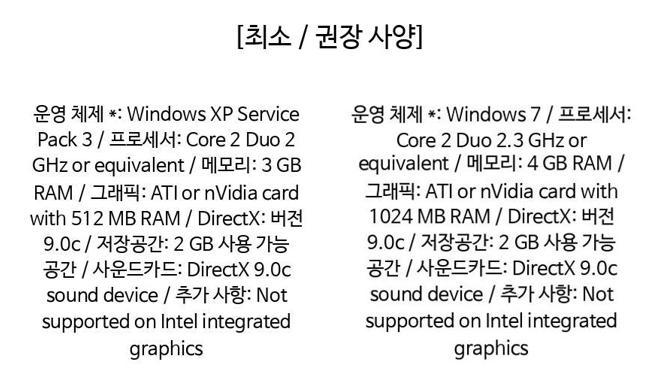 [최소 / 권장 사양]
운영 체제 *: Windows XP Service
Pack 3 / 프로세서: Core 2 Duo 2
GHz or equivalent / 메모리: 3 GB
RAM / 그래픽: ATI or nVidia card
with 512 MB RAM / DirectX: 버전
9.0c / 저장공간: 2 GB 사용 가능
공간 / 사운드카드: DirectX 9.0c
sound device / 추가 사항: Not
supported on Intel integrated
graphics
운영 체제 *: Windows 7 / 프로세서:
Core 2 Duo 2.3 GHz or
equivalent / 메모리: 4 GB RAM /
그래픽: ATI or nVidia card with
1024 MB RAM / DirectX: 버전
9.0c / 저장공간: 2 GB 사용 가능
공간 / 사운드카드: DirectX 9.0c
sound device / 추가 사항: Not
supported on Intel integrated
graphics